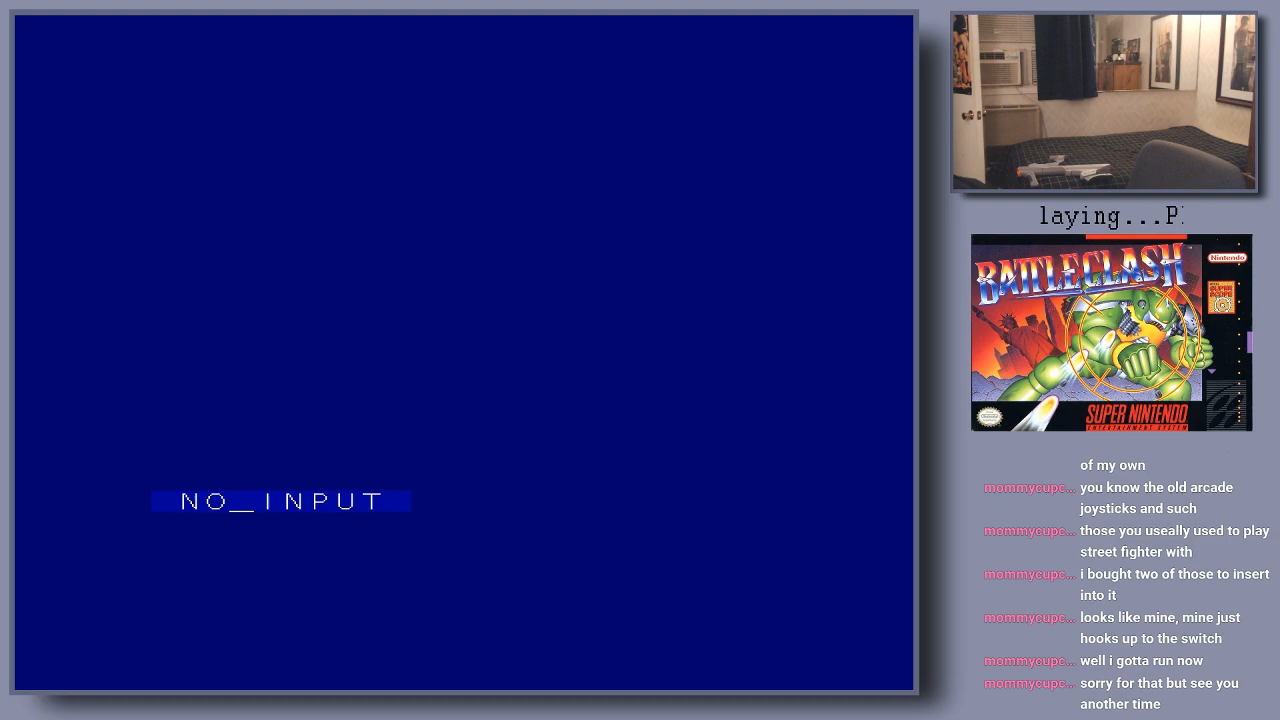 NO_INPUT
laying...P
BATTLECLASH
Nintendo
SUPER
SCOPE
SUPER NINTENDO
ENTERTAINMENT SYSTEM
of my own
mommycupc... you know the old arcade
joysticks and such
mommycupc... those you useally used to play
street fighter with
mommycupc... i bought two of those to insert
into it
mommycupc... looks like mine, mine just
hooks up to the switch
mommycupc... well i gotta run now
mommycupc... sorry for that but see you
another time